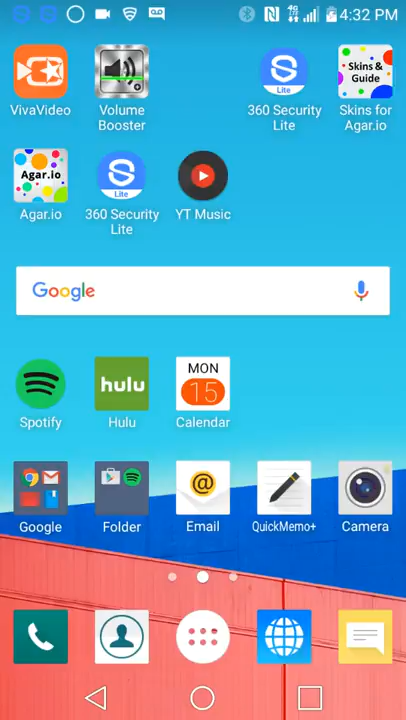 4G
4:32 PM
Skins &
Guide
Lite
VivaVideo
Volume
Booster
360 Security
Lite
Skins for
Agar.io
Agar.io
Lite
Agar.io
360 Security
Lite
YT Music
Google
hulu
MON
15
Spotify
Hulu
Calendar
@
Google
Folder
Email
QuickMemo+
Camera